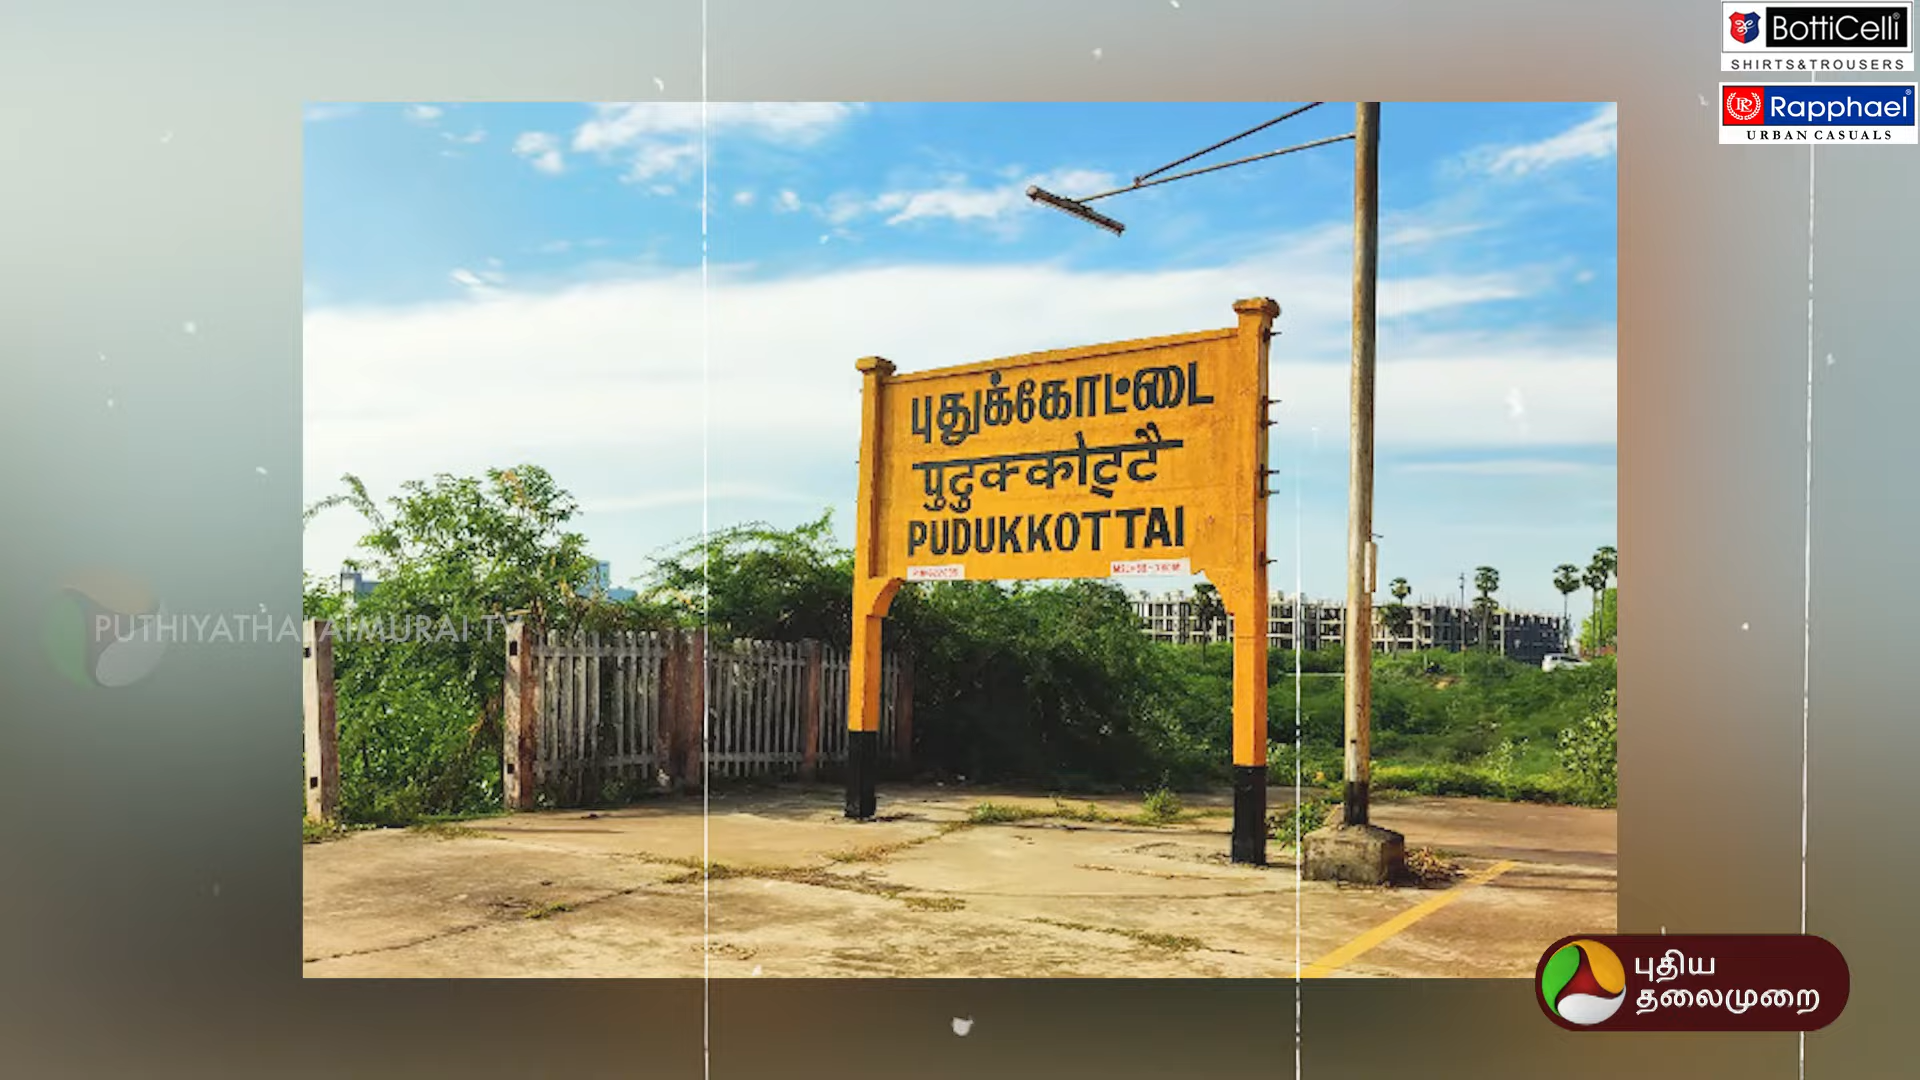 BottiCelli
SHIRTS&TROUSERS
Rapphael
URBAN CASUALS
புதுக்கோட்டை
पुदुक्कोट्टै
PUDUKKOTTAI
PUTHIYATHALAIMURAI TV
புதிய
தலைமுறை